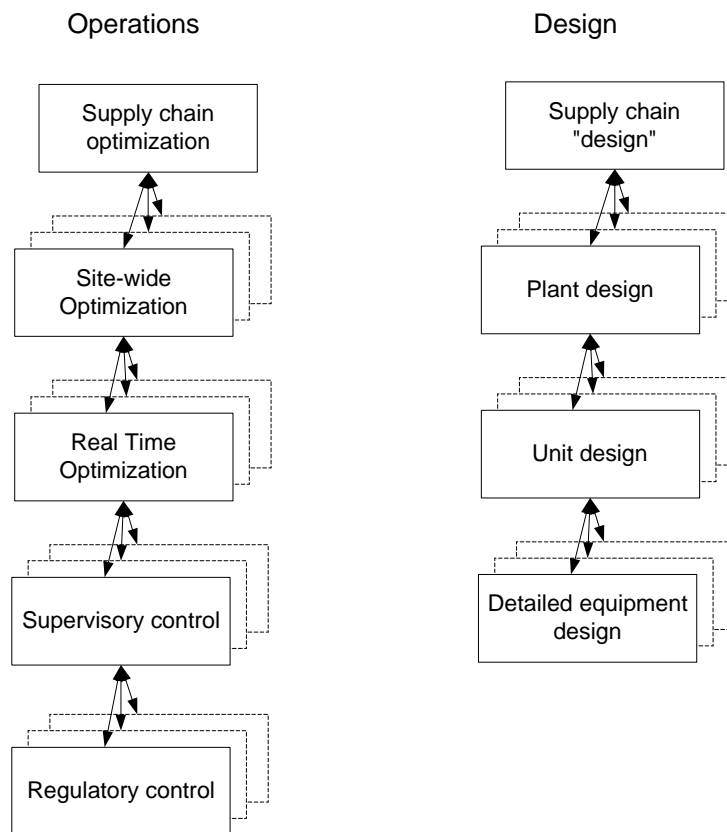 Operations
Supply chain
optimization
Site-wide
Optimization
Real Time
Optimization
Supervisory control
Regulatory control
Design
Supply chain
"design"
Plant design
Unit design
Detailed equipment
design